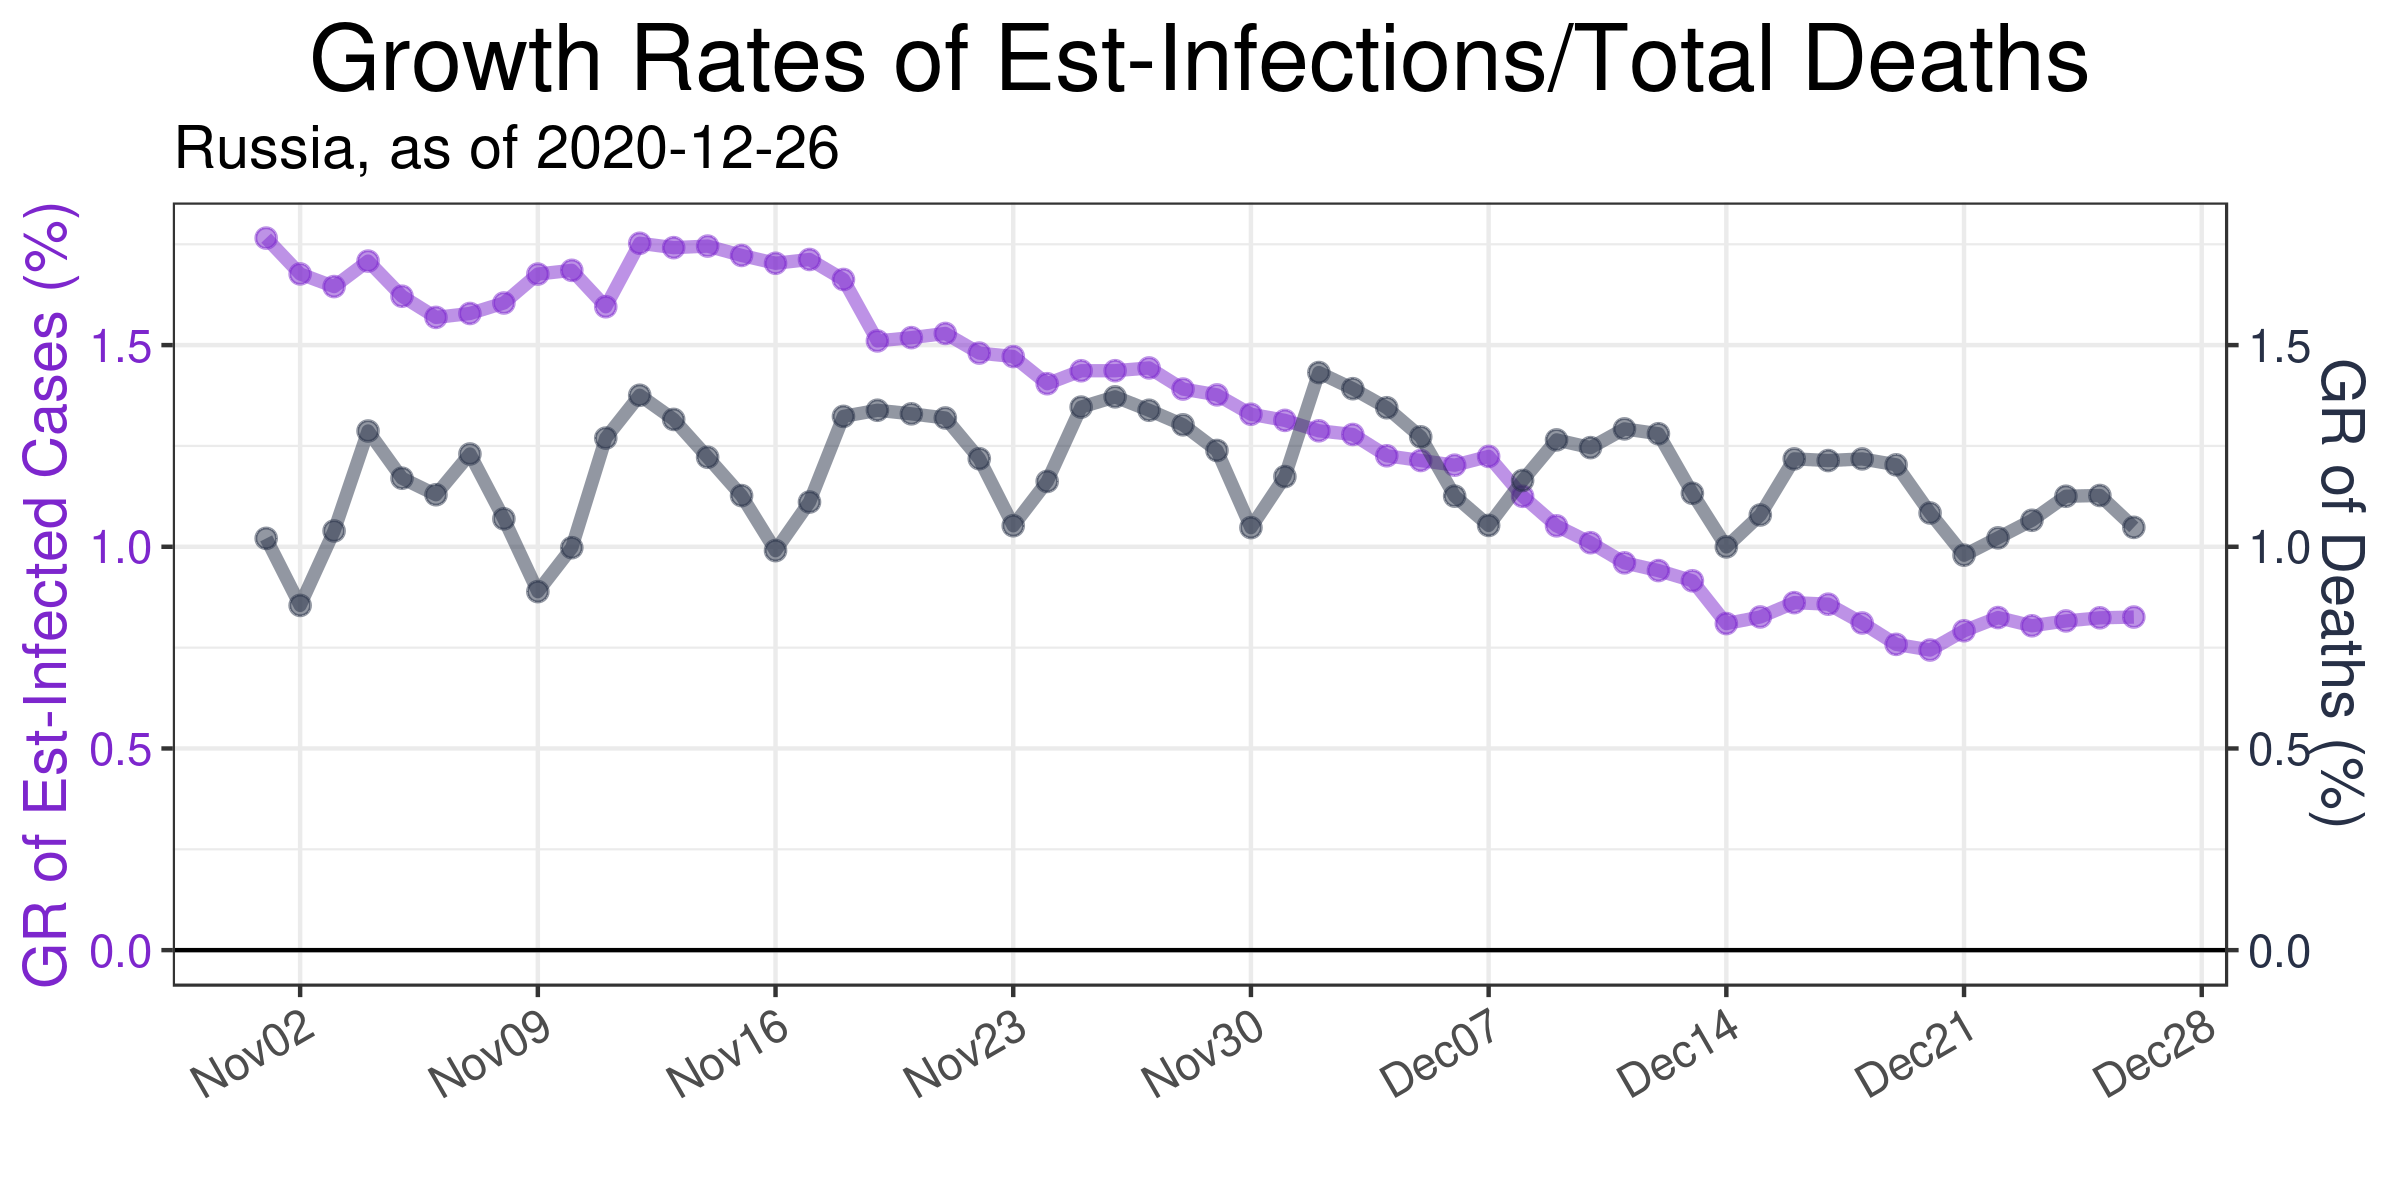 Growth Rates of Est-Infections/Total Deaths
Russia, as of 2020-12-26
GR of Est-Infected Cases (%)
1.5
1.0
0.5
0.0
1.5
1.0
0.5
0.0
GR of Deaths (%)
Nov02
Nov09
Nov16
Nov23
Nov30
Dec07
Dec14
Dec21
Dec28